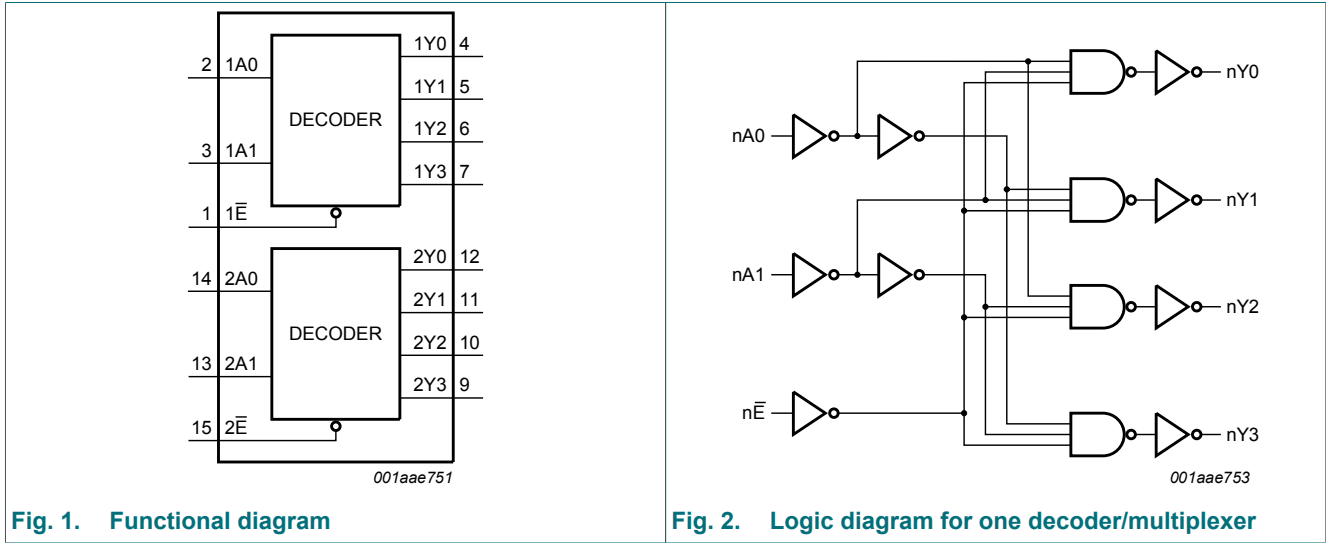 1Y0 4
2 1A0
1Y1 5
DECODER
1Y2 6
3 1A1
1Y3 7
1 1E̅
2Y0 12
14 2A0
2Y1 11
DECODER
2Y2 10
13 2A1
2Y3 9
15 2E̅
001aae751
Fig. 1. Functional diagram
nY0
nA0
nY1
nA1
nY2
nE̅
nY3
001aae753
Fig. 2. Logic diagram for one decoder/multiplexer